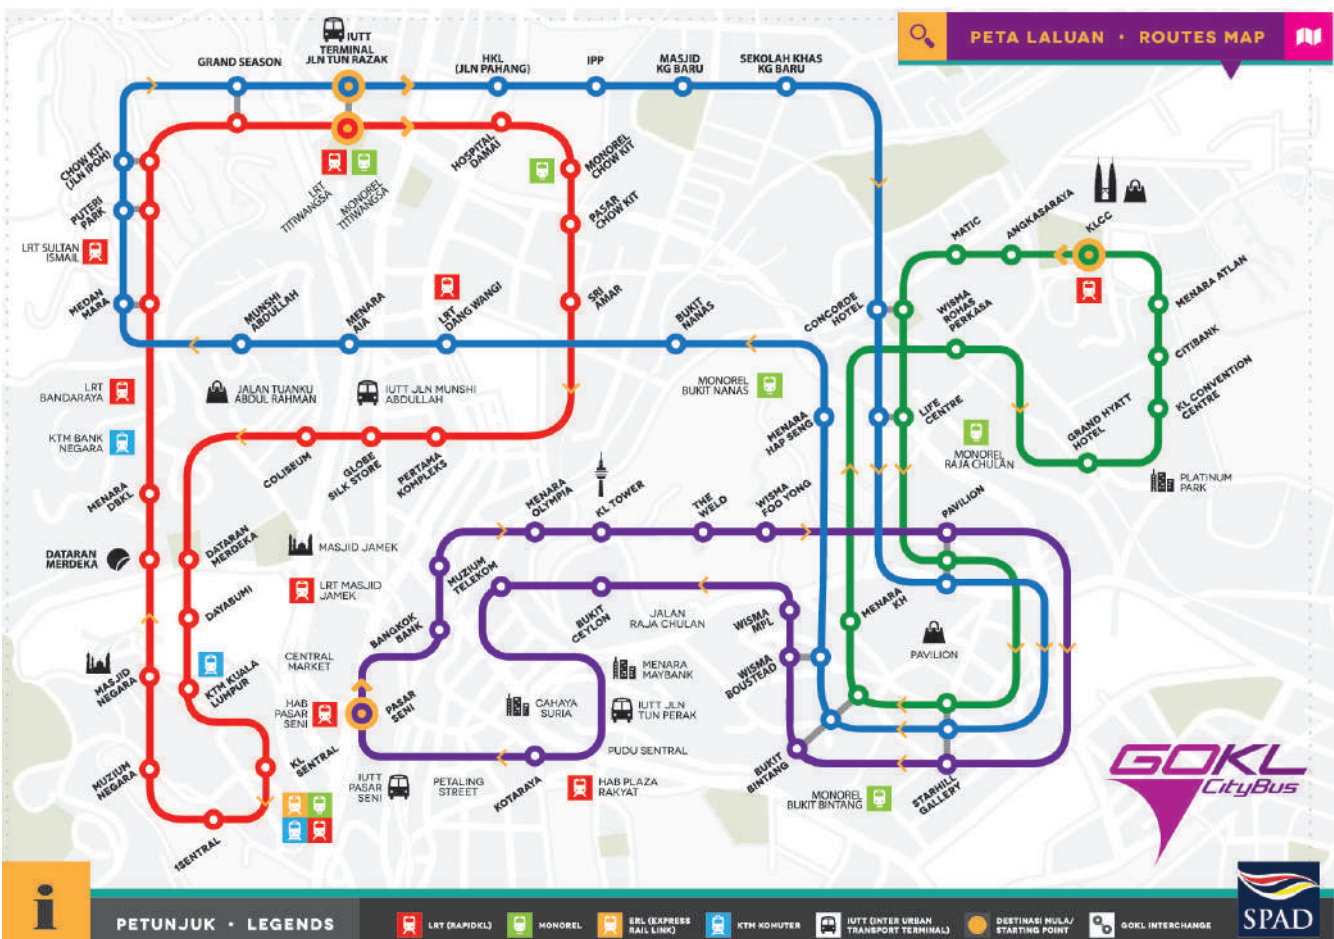 PETA LALUAN • ROUTES MAP
IUTT
TERMINAL
JLN TUN RAZAK
GRAND SEASON
HKL
(JLN PAHANG)
IPP
MASJID
KG BARU
SEKOLAH KHAS
KG BARU
CHOW KIT
(JLN IPOH)
PUTERI
PARK
LRT SULTAN
ISMAIL
MEDAN
MARA
LRT
TITIWANGSA
MONOREL
TITIWANGSA
HOSPITAL
DAMAI
MONOREL
CHOW KIT
PASAR
CHOW KIT
SRI
AMAR
MUNSHI
ABDULLAH
MENARA
AIA
LRT
DANG WANGI
BUKIT
NANAS
CONCORDE
HOTEL
MATIC
ANGKASARAYA
KLCC
WISMA
ROHAS
PERKASA
MENARA ATLAN
CITIBANK
KL CONVENTION
CENTRE
GRAND HYATT
HOTEL
LIFE
CENTRE
MONOREL
RAJA CHULAN
PLATINUM
PARK
LRT
BANDARAYA
KTM BANK
NEGARA
JALAN TUANKU
ABDUL RAHMAN
IUTT JLN MUNSHI
ABDULLAH
MONOREL
BUKIT NANAS
MENARA
HAP SENG
COLISEUM
GLOBE
SILK STORE
PERTAMA
KOMPLEKS
MENARA
DBKL
DATARAN
MERDEKA
DATARAN
MERDEKA
MASJID JAMEK
LRT MASJID
JAMEK
DAYABUMI
MENARA
OLYMPIA
KL TOWER
THE
WELD
WISMA
FOO YONG
PAVILION
MUZIUM
TELEKOM
BANGKOK
BANK
BUKIT
CEYLON
JALAN
RAJA CHULAN
WISMA
MPL
MENARA
KH
PAVILION
WISMA
BOUSTEAD
CENTRAL
MARKET
MASJID
NEGARA
KTM KUALA
LUMPUR
HAB
PASAR
SENI
PASAR
SENI
MENARA
MAYBANK
CAHAYA
SURIA
IUTT JLN
TUN PERAK
PUDU SENTRAL
MUZIUM
NEGARA
KL
SENTRAL
1SENTRAL
IUTT
PASAR
SENI
PETALING
STREET
KOTARAYA
HAB PLAZA
RAKYAT
BUKIT
BINTANG
MONOREL
BUKIT BINTANG
STARHILL
GALLERY
GOKL
CityBus
i
PETUNJUK • LEGENDS
LRT (RAPIDKL)
MONOREL
ERL (EXPRESS
RAIL LINK)
KTM KOMUTER
IUTT (INTER URBAN
TRANSPORT TERMINAL)
DESTINASI MULA/
STARTING POINT
GOKL INTERCHANGE
SPAD